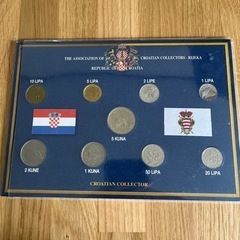 THE ASSOCIATION OF CROATIAN COLLECTORS - RIJEKA
REPUBLIC OF CROATIA
10 LIPA
5 LIPA
2 LIPE
1 LIPA
5 KUNA
2 KUNE
1 KUNA
50 LIPA
20 LIPA
CROATIAN COLLECTOR